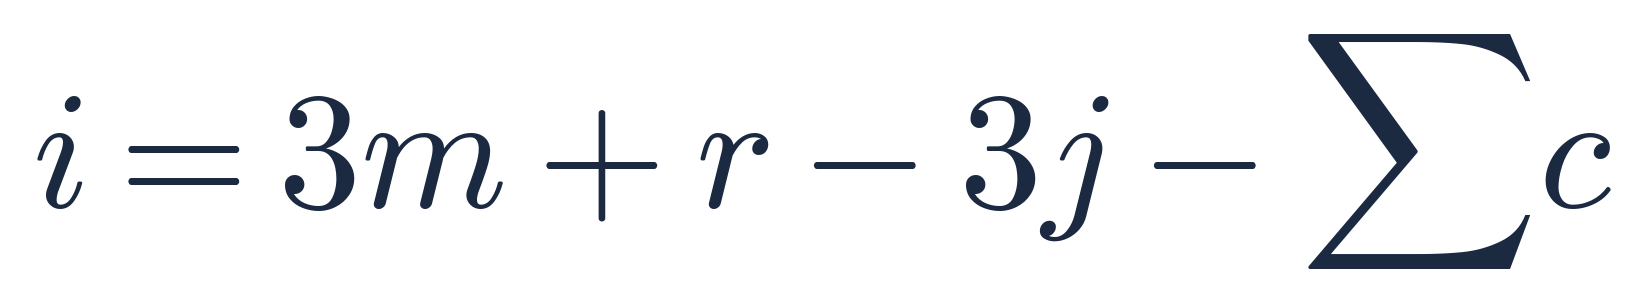 i = 3m + r − 3j − ∑ c